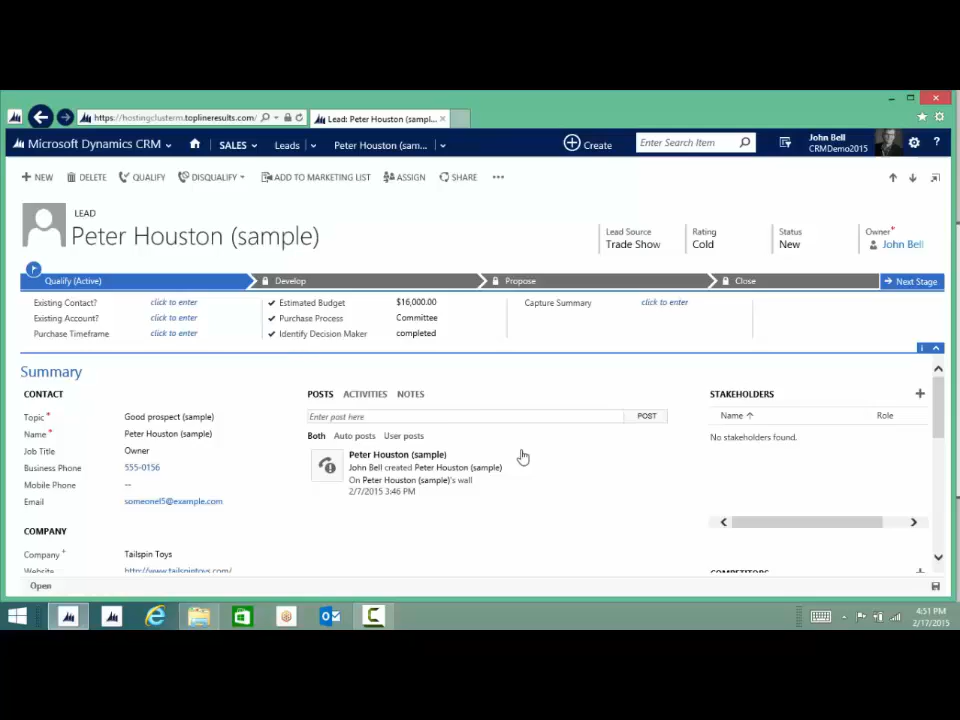 https://hostingclusterm.toplineresults.com/
Lead: Peter Houston (sampl...
Microsoft Dynamics CRM
SALES
Leads
Peter Houston (sam...
Create
Enter Search Item
John Bell
CRMDemo2015
?
NEW
DELETE
QUALIFY
DISQUALIFY
ADD TO MARKETING LIST
ASSIGN
SHARE
LEAD
Peter Houston (sample)
Lead Source
Trade Show
Rating
Cold
Status
New
Owner*
John Bell
Qualify (Active)
Develop
Propose
Close
Next Stage
Existing Contact? click to enter
Existing Account? click to enter
Purchase Timeframe click to enter
Estimated Budget $16,000.00
Purchase Process Committee
Identify Decision Maker completed
Capture Summary click to enter
Summary
CONTACT
Topic* Good prospect (sample)
Name* Peter Houston (sample)
Job Title Owner
Business Phone 555-0156
Mobile Phone --
Email someone15@example.com
COMPANY
Company+ Tailspin Toys
Website http://www.tailspintoys.com/
POSTS ACTIVITIES NOTES
Enter post here POST
Both Auto posts User posts
Peter Houston (sample)
John Bell created Peter Houston (sample)
On Peter Houston (sample)'s wall
2/7/2015 3:46 PM
STAKEHOLDERS
Name Role
No stakeholders found.
COMPETITORS
Open
4:51 PM
2/17/2015